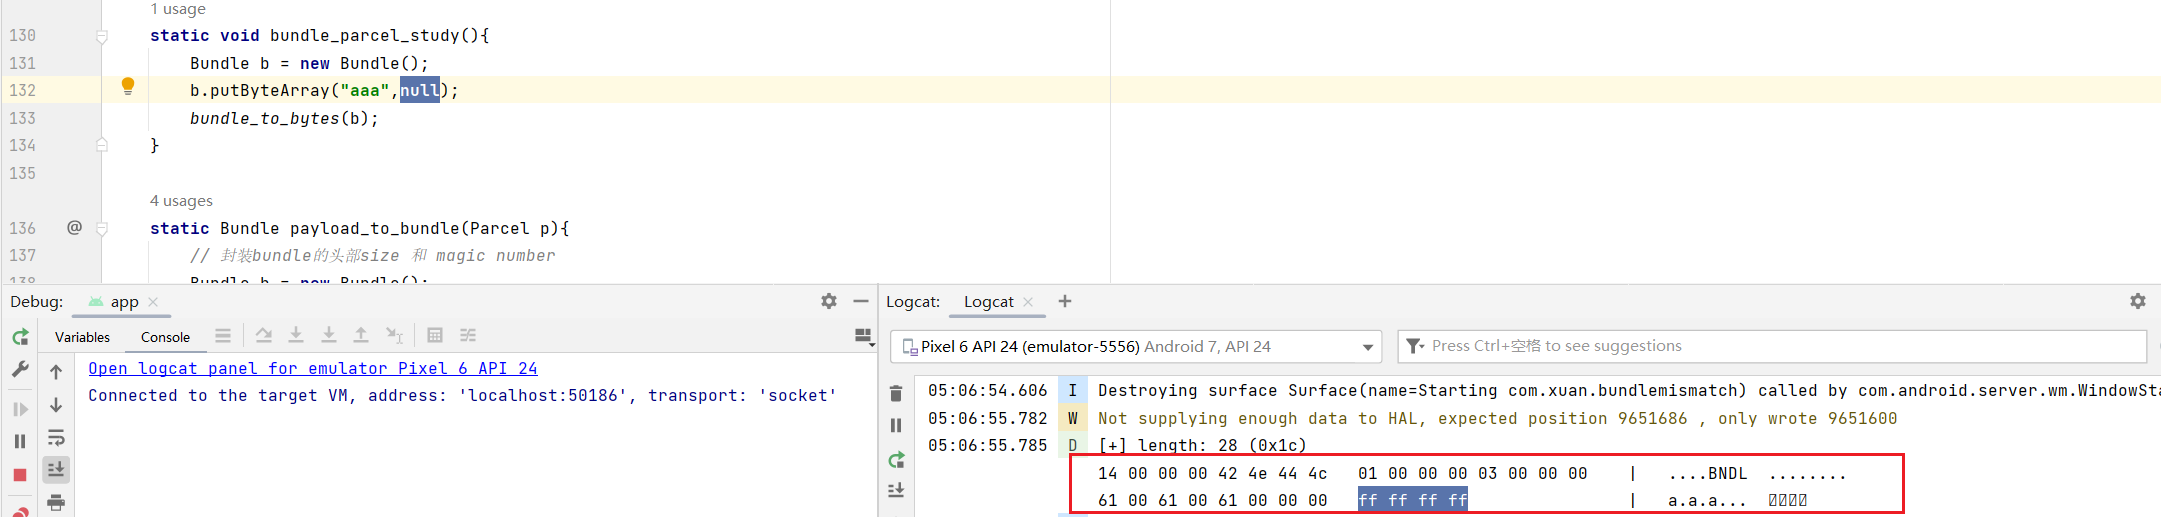 1 usage
130 static void bundle_parcel_study(){
131 Bundle b = new Bundle();
132 b.putByteArray("aaa",null);
133 bundle_to_bytes(b);
134 }
135
4 usages
136 @ static Bundle payload_to_bundle(Parcel p){
137 // 封装bundle的头部size 和 magic number
138 Bundle b = new Bundle();
Debug: app
Logcat: Logcat
Variables Console
Pixel 6 API 24 (emulator-5556) Android 7, API 24
Press Ctrl+空格 to see suggestions
Open logcat panel for emulator Pixel 6 API 24
Connected to the target VM, address: 'localhost:50186', transport: 'socket'
05:06:54.606 I Destroying surface Surface(name=Starting com.xuan.bundlemismatch) called by com.android.server.wm.WindowSta
05:06:55.782 W Not supplying enough data to HAL, expected position 9651686 , only wrote 9651600
05:06:55.785 D [+] length: 28 (0x1c)
14 00 00 00 42 4e 44 4c 01 00 00 00 03 00 00 00 | ....BNDL ........
61 00 61 00 61 00 00 00 ff ff ff ff | a.a.a...